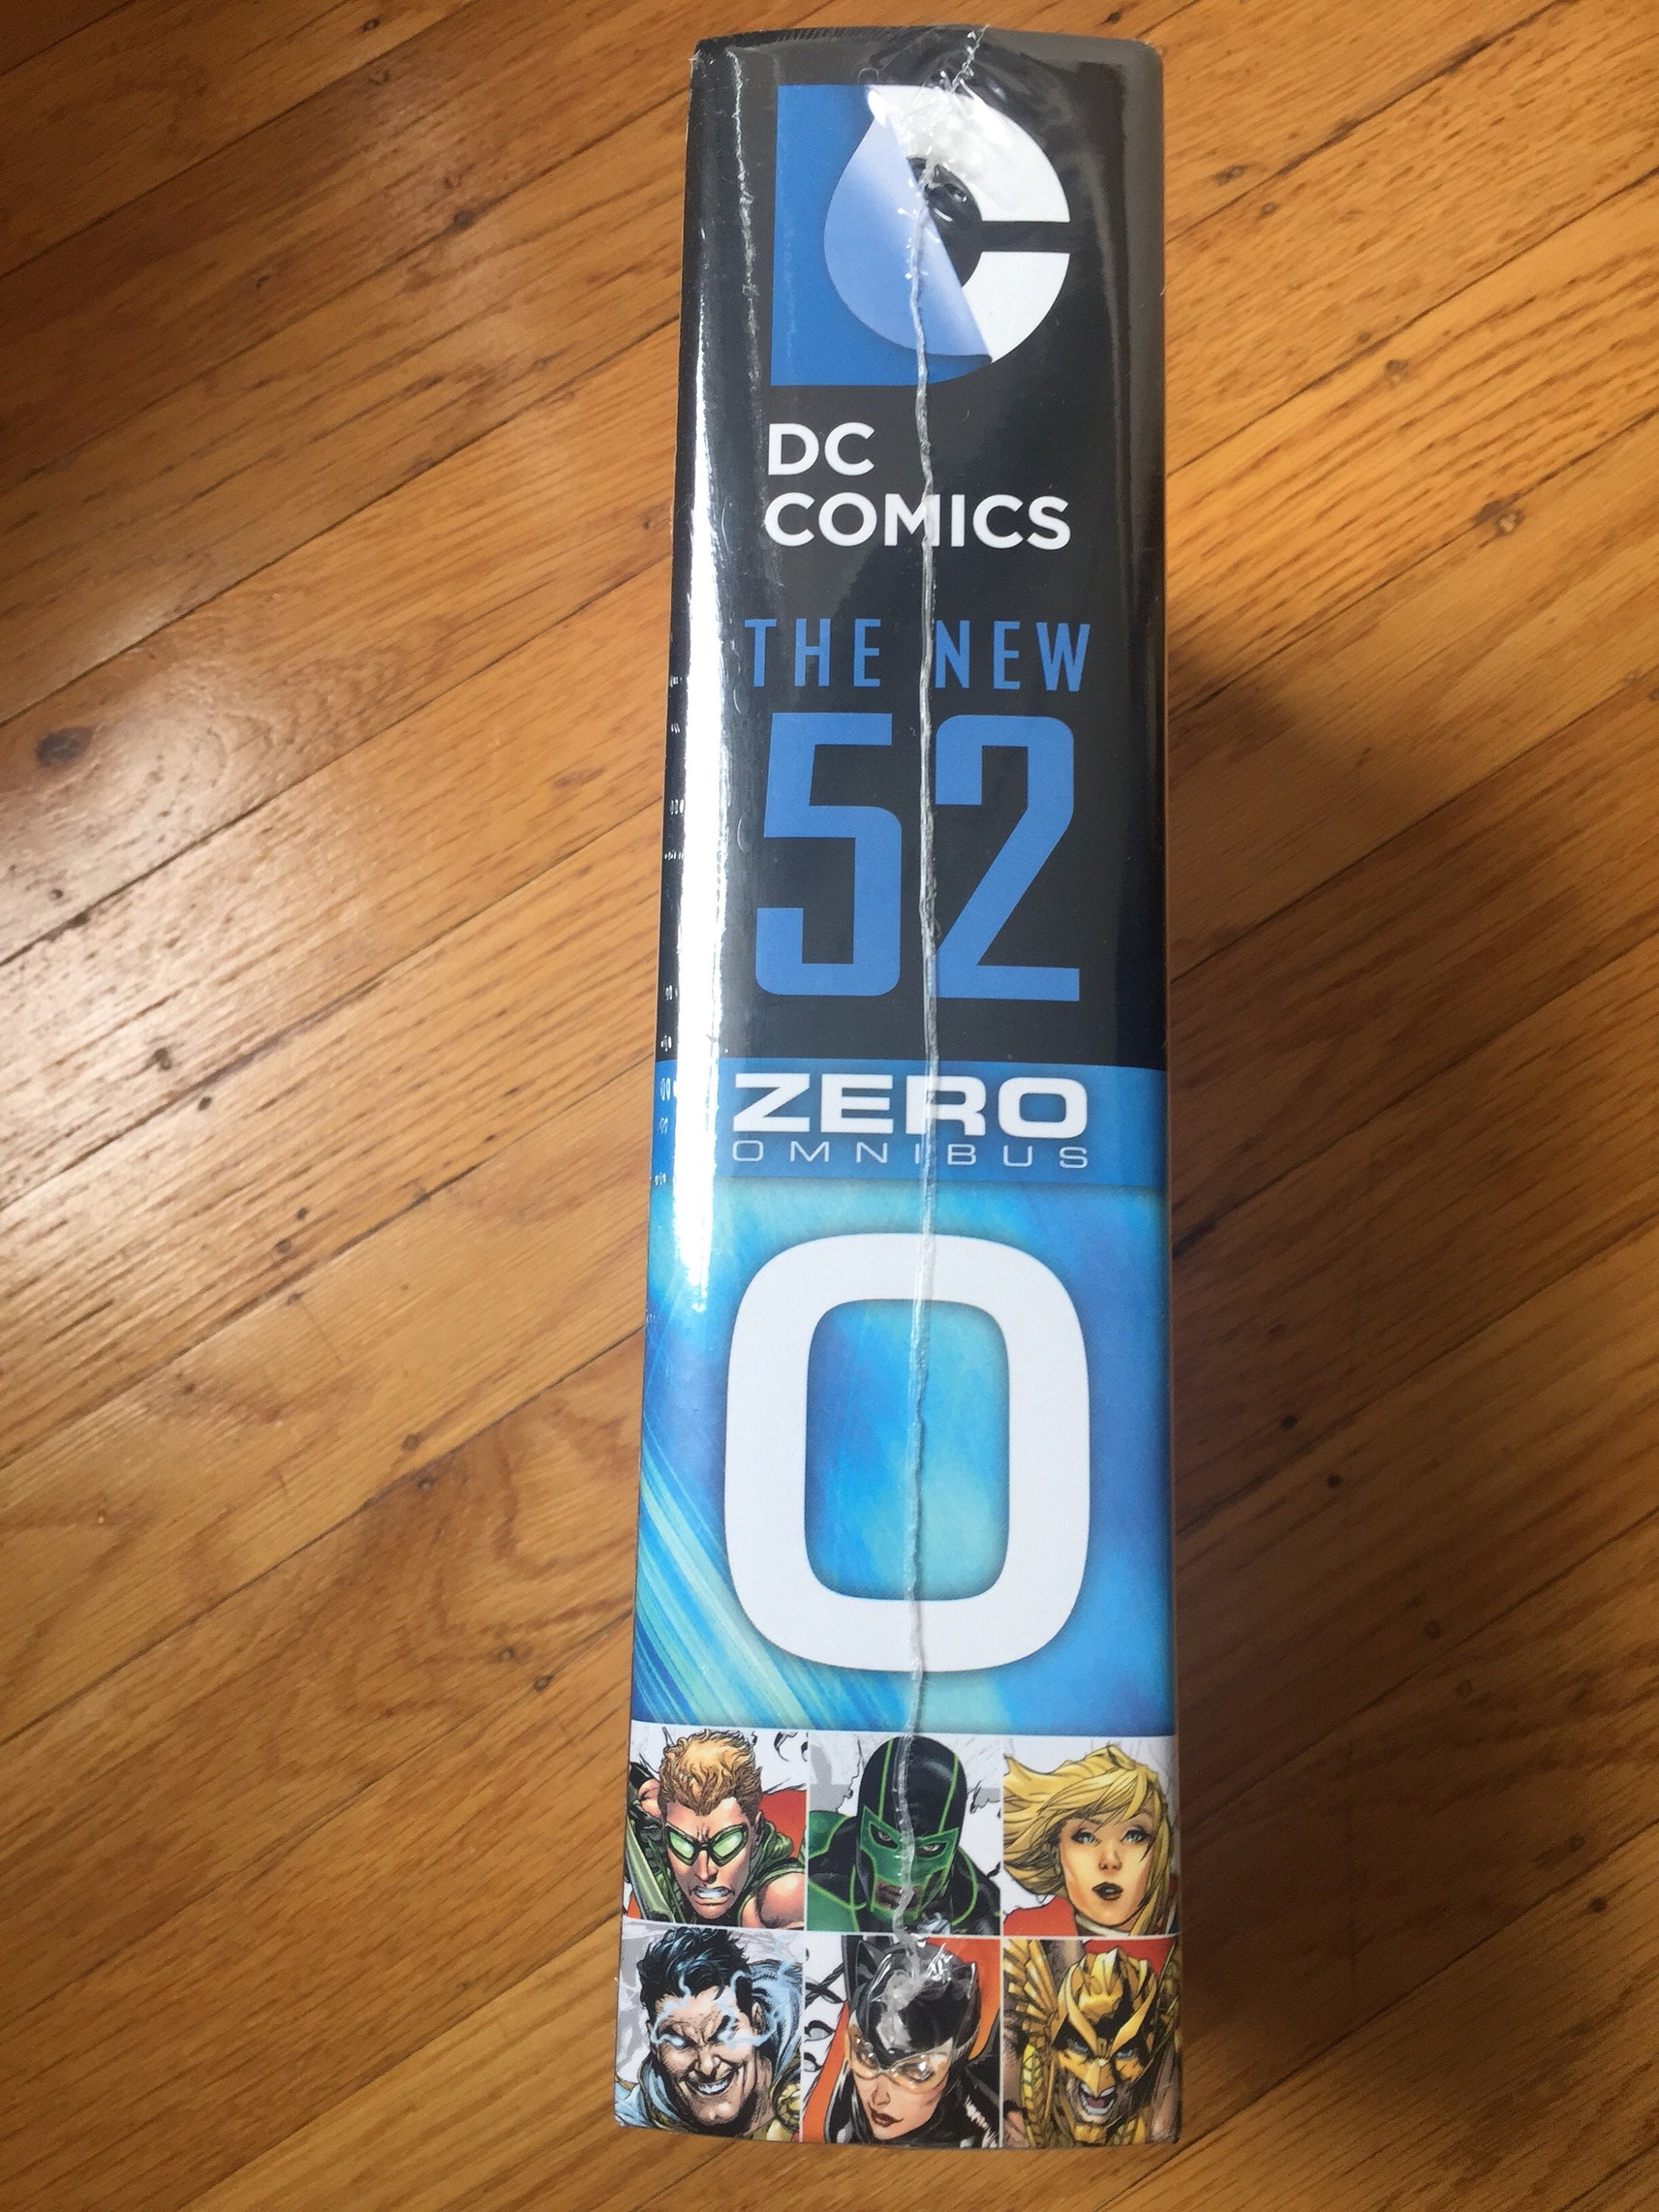 DC
COMICS
THE NEW
52
ZERO
OMNIBUS
0